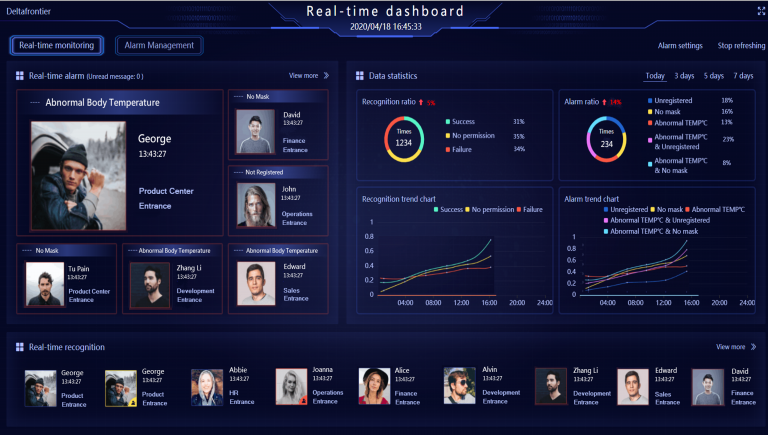 Deltafrontier
Real-time dashboard
2020/04/18 16:45:33
Real-time monitoring
Alarm Management
Alarm settings
Stop refreshing
Real-time alarm (Unread message: 0 )
View more
Abnormal Body Temperature
George
13:43:27
Product Center
Entrance
No Mask
David
13:43:27
Finance
Entrance
Not Registered
John
13:43:27
Operations
Entrance
No Mask
Tu Pain
13:43:27
Product Center
Entrance
Abnormal Body Temperature
Zhang Li
13:43:27
Development
Entrance
Abnormal Body Temperature
Edward
13:43:27
Sales
Entrance
Data statistics
Today
3 days
5 days
7 days
Recognition ratio 5%
Times
1234
Success 31%
No permission 35%
Failure 34%
Alarm ratio 14%
Times
234
Unregistered 18%
No mask 16%
Abnormal TEMP℃ 13%
Abnormal TEMP℃
& Unregistered
23%
Abnormal TEMP℃
& No mask
8%
Recognition trend chart
Success No permission Failure
1
0.8
0.6
0.4
0.2
0
04:00 08:00 12:00 16:00 20:00 24:00
Alarm trend chart
Unregistered No mask Abnormal TEMP℃
Abnormal TEMP℃ & Unregistered
Abnormal TEMP℃ & No mask
1
0.8
0.6
0.4
0.2
0
04:00 08:00 12:00 16:00 20:00 24:00
Real-time recognition
View more
George
13:43:27
Product
Entrance
George
13:43:27
Product
Entrance
Abbie
13:43:27
HR
Entrance
Joanna
13:43:27
Operations
Entrance
Alice
13:43:27
Finance
Entrance
Alvin
13:43:27
Development
Entrance
Zhang Li
13:43:27
Development
Entrance
Edward
13:43:27
Sales
Entrance
David
13:43:27
Finance
Entrance